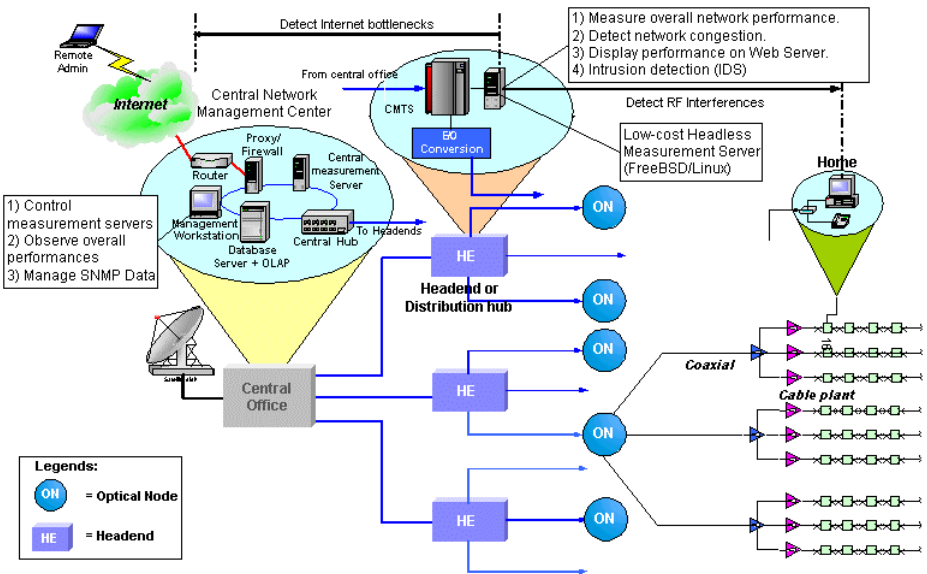 Detect Internet bottlenecks
1) Measure overall network performance.
2) Detect network congestion.
3) Display performance on Web Server.
4) Intrusion detection (IDS)
Remote
Admin
Internet
Central Network
Management Center
From central office
CMTS
E/O
Conversion
Detect RF Interferences
Low-cost Headless
Measurement Server
(FreeBSD/Linux)
Home
Proxy/
Firewall
Router
Central
measurement
Server
Management
Workstation
Database
Server + OLAP
Central Hub
To Headends
1) Control
measurement servers
2) Observe overall
performances
3) Manage SNMP Data
ON
HE
Headend or
Distribution hub
ON
ON
Central
Office
HE
ON
Coaxial
Cable plant
HE
ON
Legends:
ON = Optical Node
HE = Headend